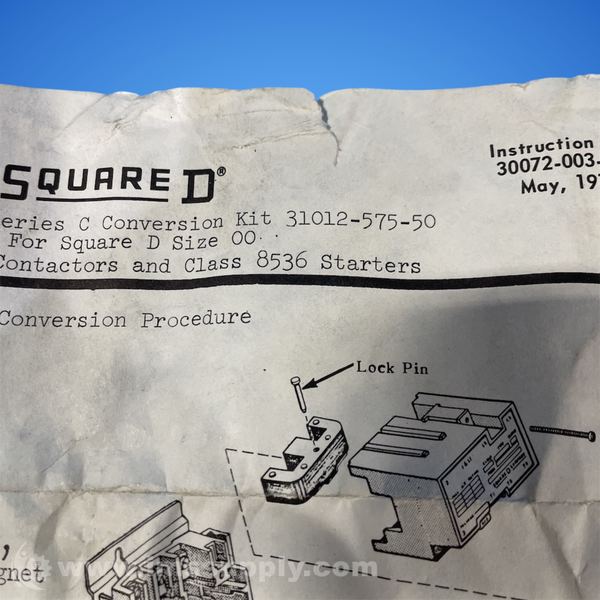 Instruction
30072-003-
May, 197
SQUARE D®
eries C Conversion Kit 31012-575-50
For Square D Size 00
Contactors and Class 8536 Starters
Conversion Procedure
Lock Pin
gnet